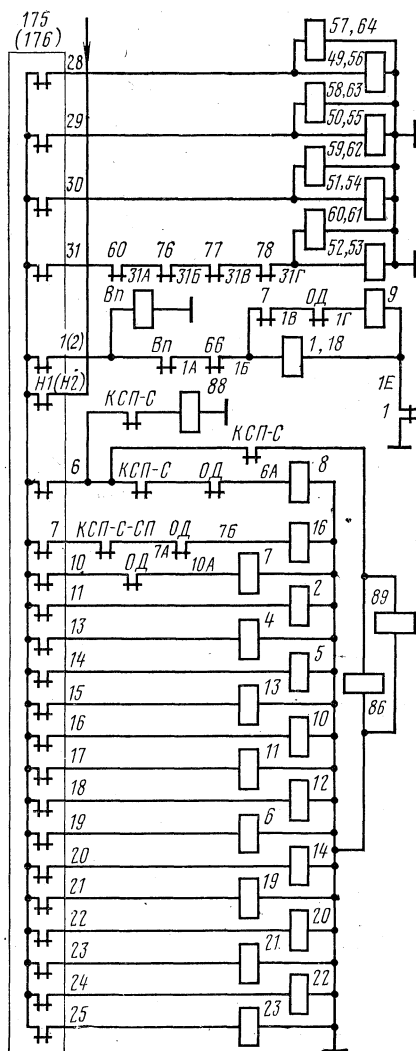 175
(176)
57, 64
28
49,56
58, 63
29
50,55
59,62
30
51,54
60,61
31 60 76 77 78
31А 31Б 31В 31Г
52,53
Вп
7 ОД 9
1В 1Г
1(2) Вп 66
1А 1Б
1, 18
1Е
Н1(Н2)
88
1
КСП-С
КСП-С
6 КСП-С ОД 6А 8
7 КСП-С-СП ОД 7Б 16
7А
10 ОД 10А 7
11 2
89
13 4
14 5
15 13
86
16 10
17 11
18 12
19 6
20 14
21 19
22 20
23 21
24 22
25 23